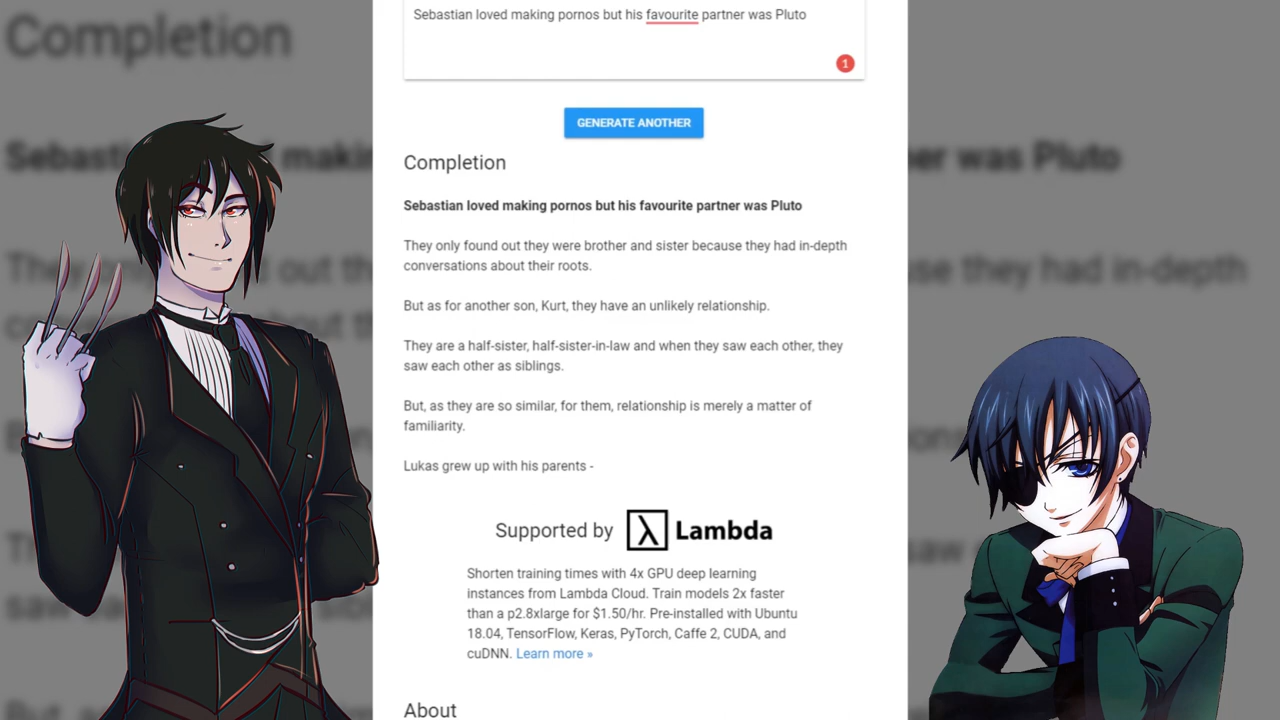 Sebastian loved making pornos but his favourite partner was Pluto
1
GENERATE ANOTHER
Completion
Sebastian loved making pornos but his favourite partner was Pluto
They only found out they were brother and sister because they had in-depth
conversations about their roots.
But as for another son, Kurt, they have an unlikely relationship.
They are a half-sister, half-sister-in-law and when they saw each other, they
saw each other as siblings.
But, as they are so similar, for them, relationship is merely a matter of
familiarity.
Lukas grew up with his parents -
Supported by λ Lambda
Shorten training times with 4x GPU deep learning
instances from Lambda Cloud. Train models 2x faster
than a p2.8xlarge for $1.50/hr. Pre-installed with Ubuntu
18.04, TensorFlow, Keras, PyTorch, Caffe 2, CUDA, and
cuDNN. Learn more »
About